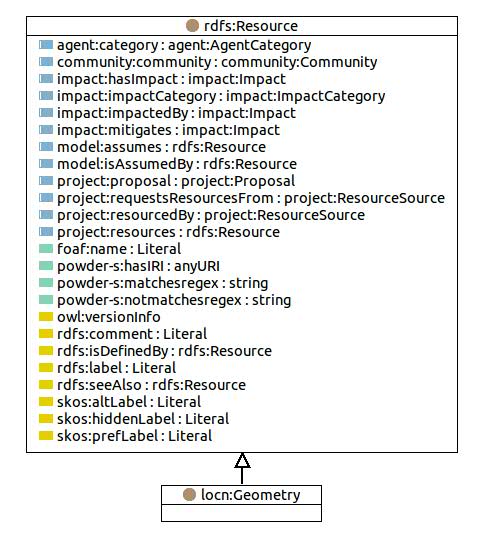 rdfs:Resource
agent:category : agent:AgentCategory
community:community : community:Community
impact:hasImpact : impact:Impact
impact:impactCategory : impact:ImpactCategory
impact:impactedBy : impact:Impact
impact:mitigates : impact:Impact
model:assumes : rdfs:Resource
model:isAssumedBy : rdfs:Resource
project:proposal : project:Proposal
project:requestsResourcesFrom : project:ResourceSource
project:resourcedBy : project:ResourceSource
project:resources : rdfs:Resource
foaf:name : Literal
powder-s:hasIRI : anyURI
powder-s:matchesregex : string
powder-s:notmatchesregex : string
owl:versionInfo
rdfs:comment : Literal
rdfs:isDefinedBy : rdfs:Resource
rdfs:label : Literal
rdfs:seeAlso : rdfs:Resource
skos:altLabel : Literal
skos:hiddenLabel : Literal
skos:prefLabel : Literal
locn:Geometry